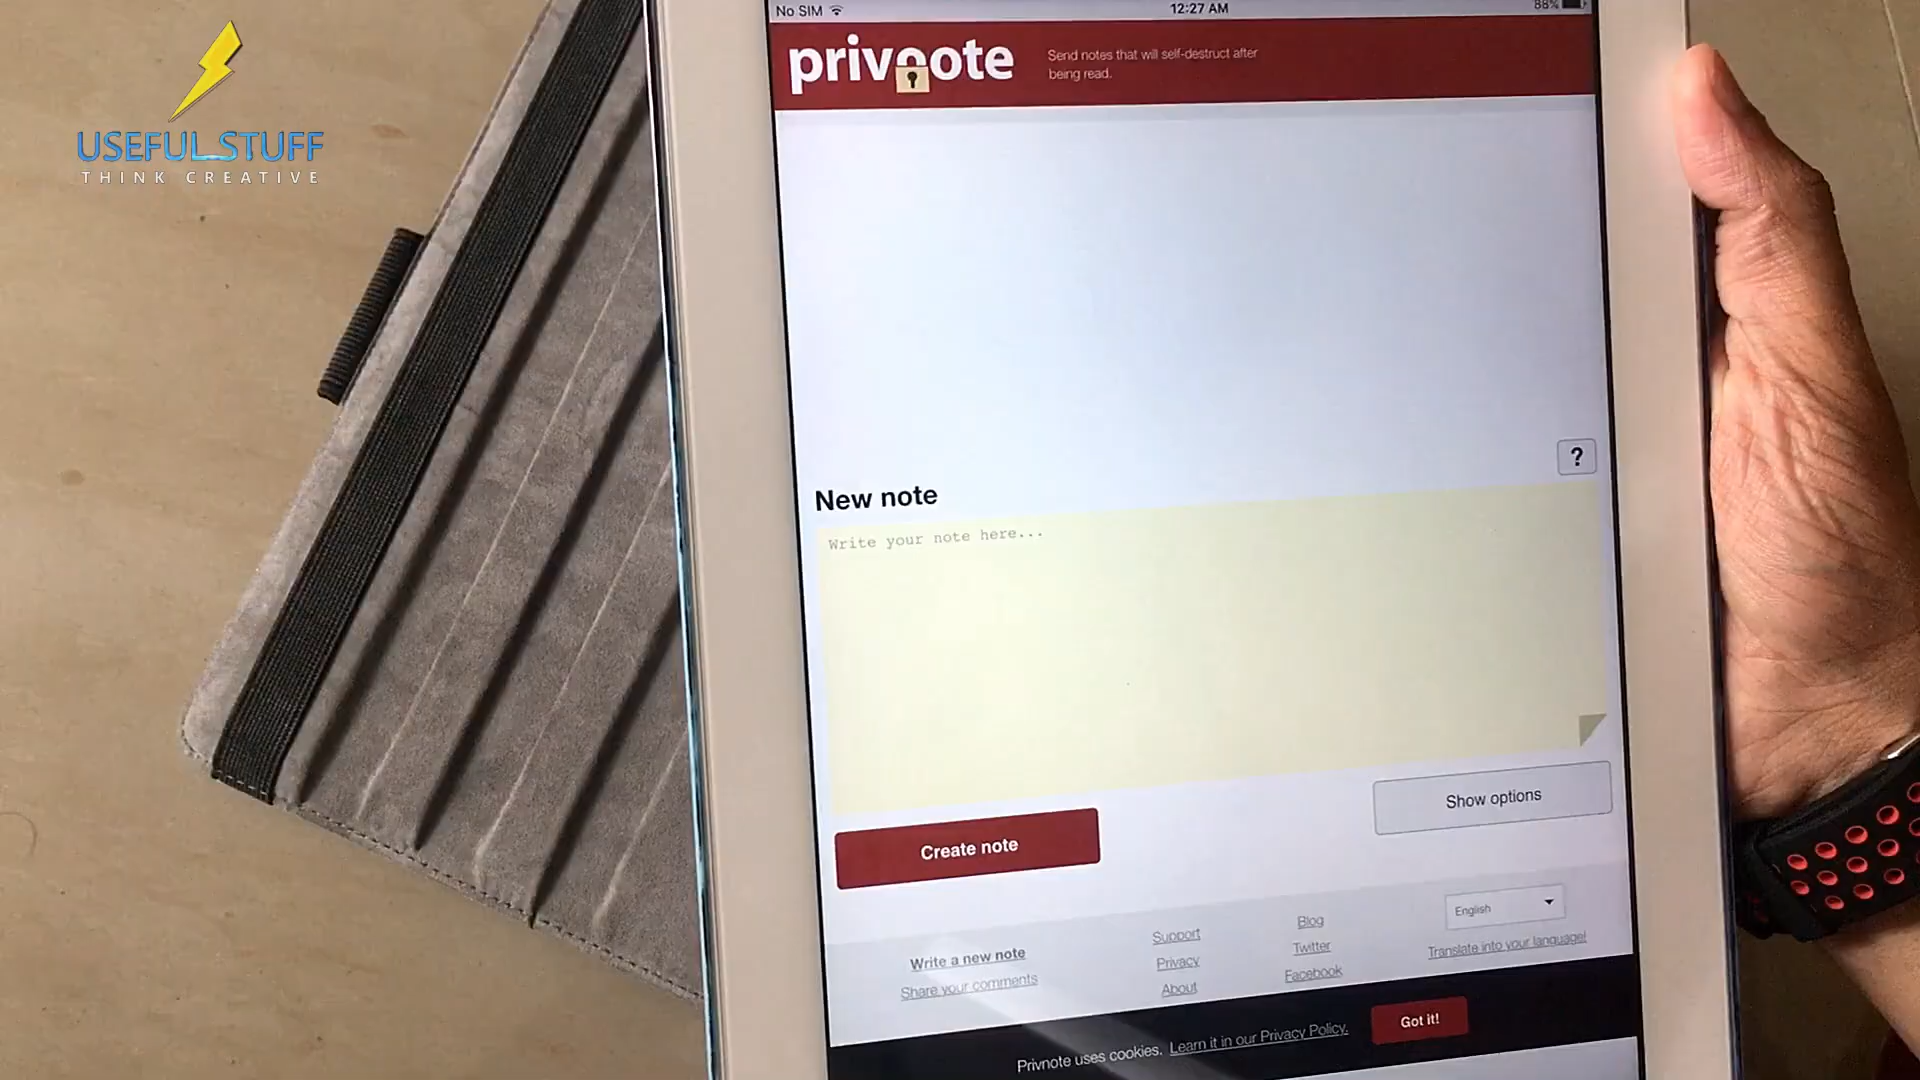 USEFUL STUFF
THINK CREATIVE
No SIM
12:27 AM
88%
privnote
Send notes that will self-destruct after
being read.
?
New note
Write your note here...
Show options
Create note
English
Write a new note
Share your comments
Support
Privacy
About
Blog
Twitter
Facebook
Translate into your language!
Privnote uses cookies. Learn it in our Privacy Policy.
Got it!